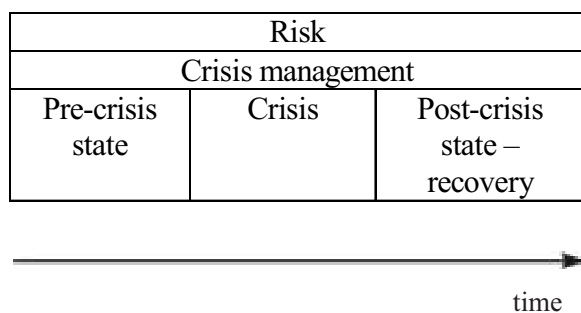 Risk
Crisis management
Pre-crisis
state
Crisis
Post-crisis
state –
recovery
time